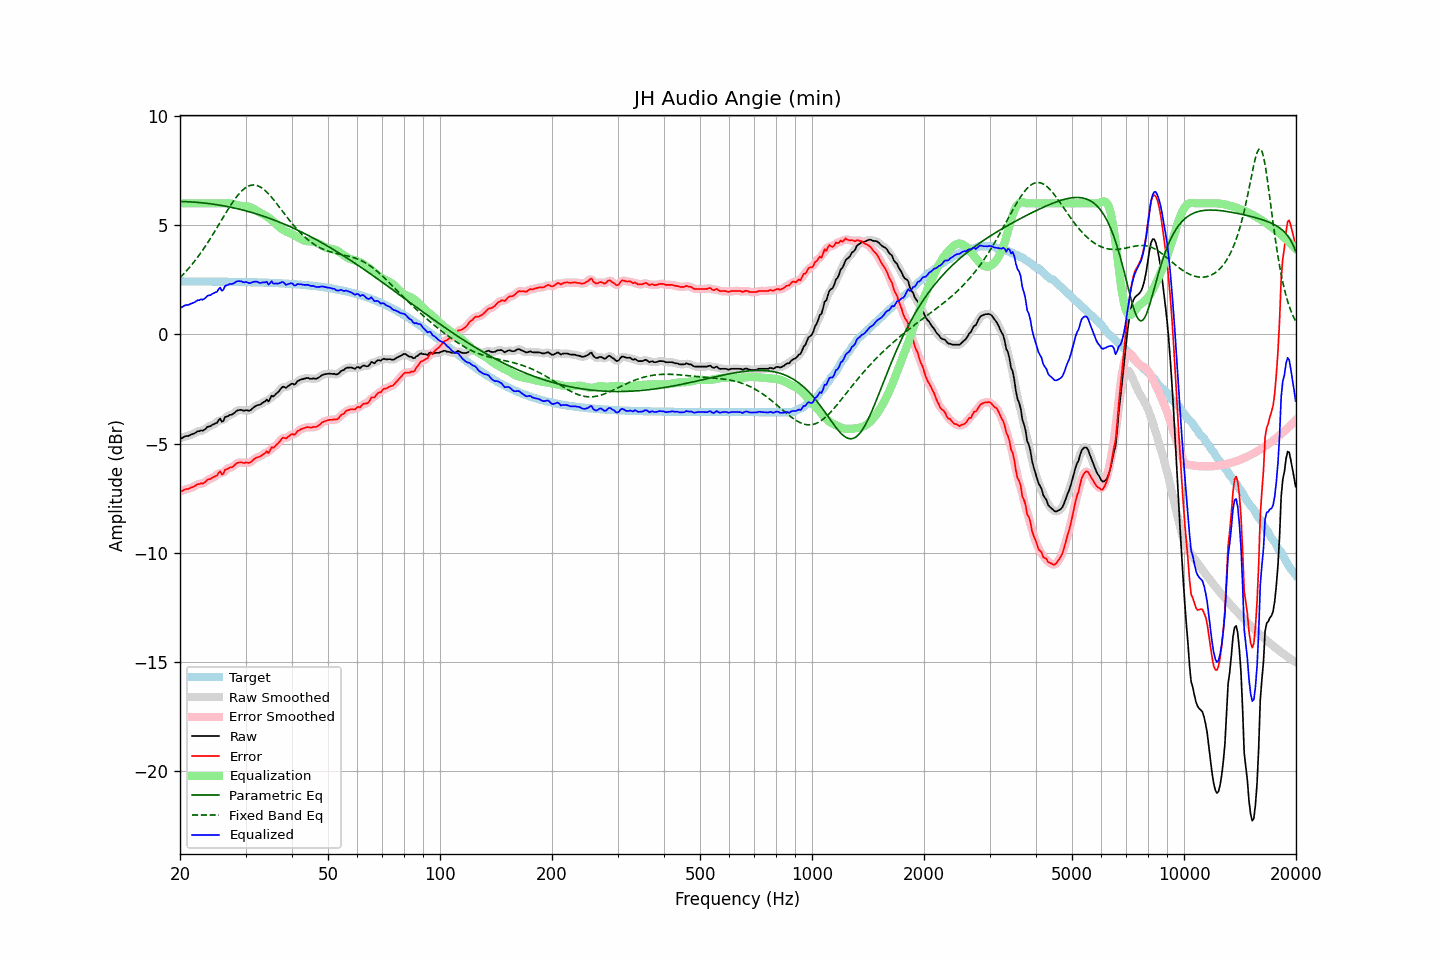 JH Audio Angie (min)
Amplitude (dBr)
10
5
0
−5
−10
−15
−20
Target
Raw Smoothed
Error Smoothed
Raw
Error
Equalization
Parametric Eq
Fixed Band Eq
Equalized
20 50 100 200 500 1000 2000 5000 10000 20000
Frequency (Hz)